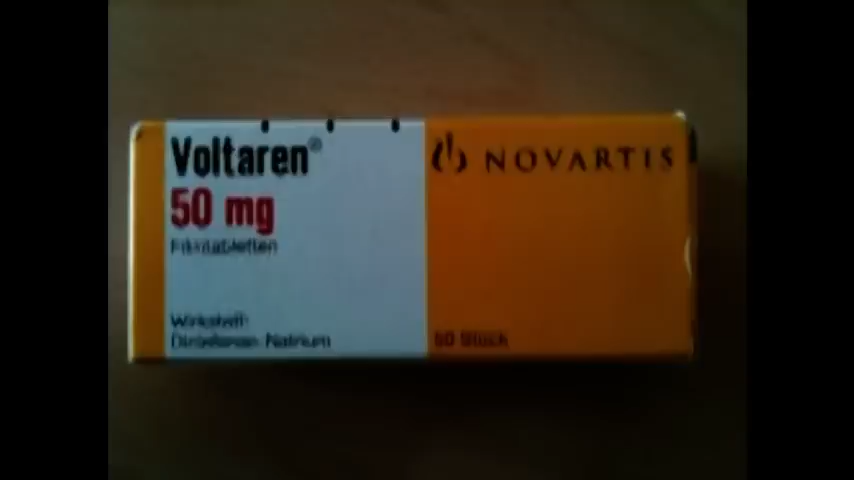 Voltaren®
50 mg
Filmtabletten
Wirkstoff:
Diclofenac-Natrium
NOVARTIS
50 Stück